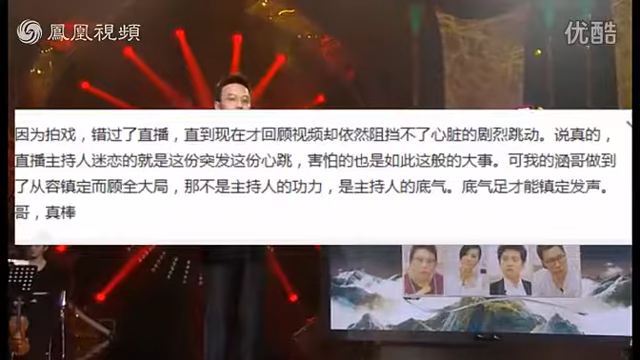 鳳凰視頻
优酷
因为拍戏，错过了直播，直到现在才回顾视频却依然阻挡不了心脏的剧烈跳动。说真的，
直播主持人迷恋的就是这份突发这份心跳，害怕的也是如此这般的大事。可我的涵哥做到
了从容镇定而顾全大局，那不是主持人的功力，是主持人的底气。底气足才能镇定发声。
哥，真棒